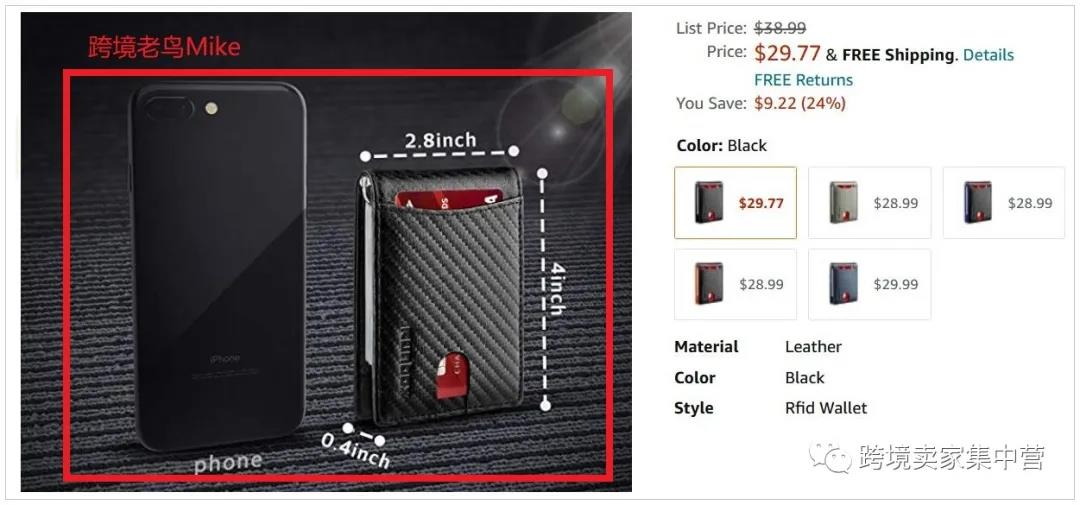 跨境老鸟Mike
2.8inch
4inch
0.4inch
phone
iPhone
List Price: $38.99
Price: $29.77 & FREE Shipping. Details
FREE Returns
You Save: $9.22 (24%)
Color: Black
$29.77
$28.99
$28.99
$28.99
$29.99
Material Leather
Color Black
Style Rfid Wallet
跨境卖家集中营